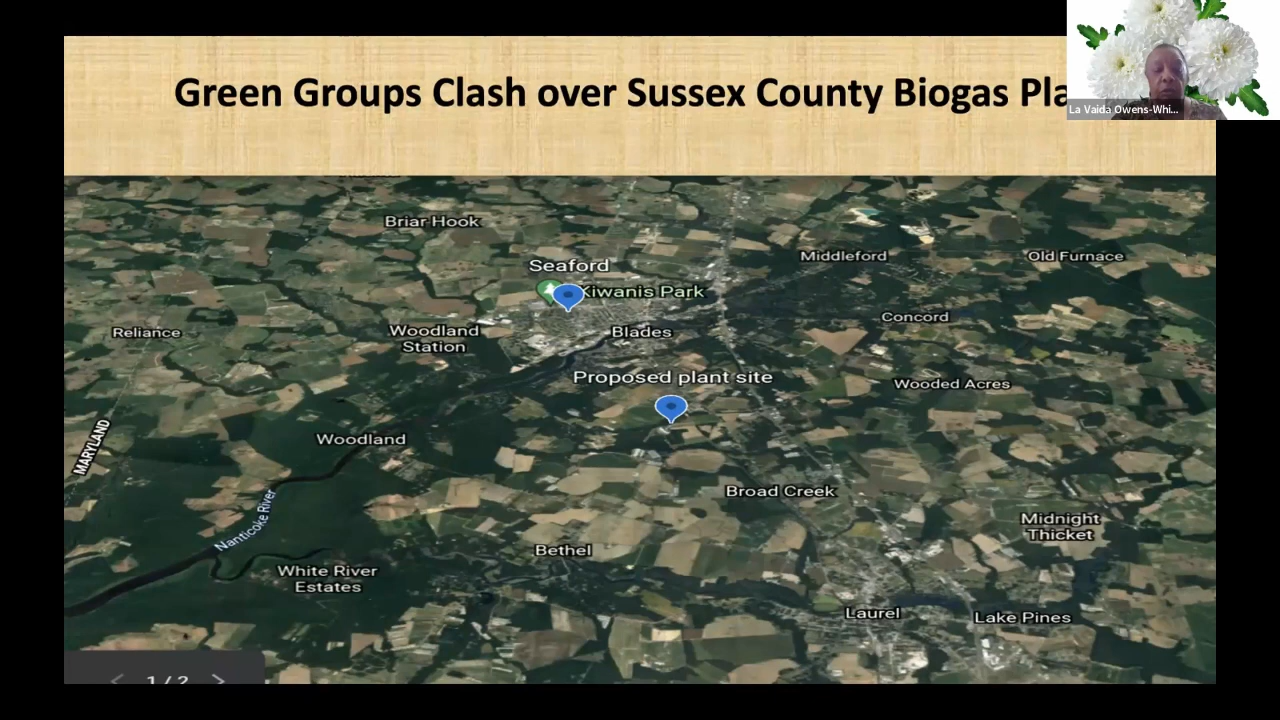 Green Groups Clash over Sussex County Biogas Pla
La Vaida Owens-Whi...
Briar Hook
Seaford
Middleford
Old Furnace
Kiwanis Park
Reliance
Woodland
Station
Blades
Concord
Proposed plant site
Wooded Acres
MARYLAND
Woodland
Broad Creek
Nanticoke River
Midnight
Thicket
Bethel
White River
Estates
Laurel
Lake Pines
1 / 2